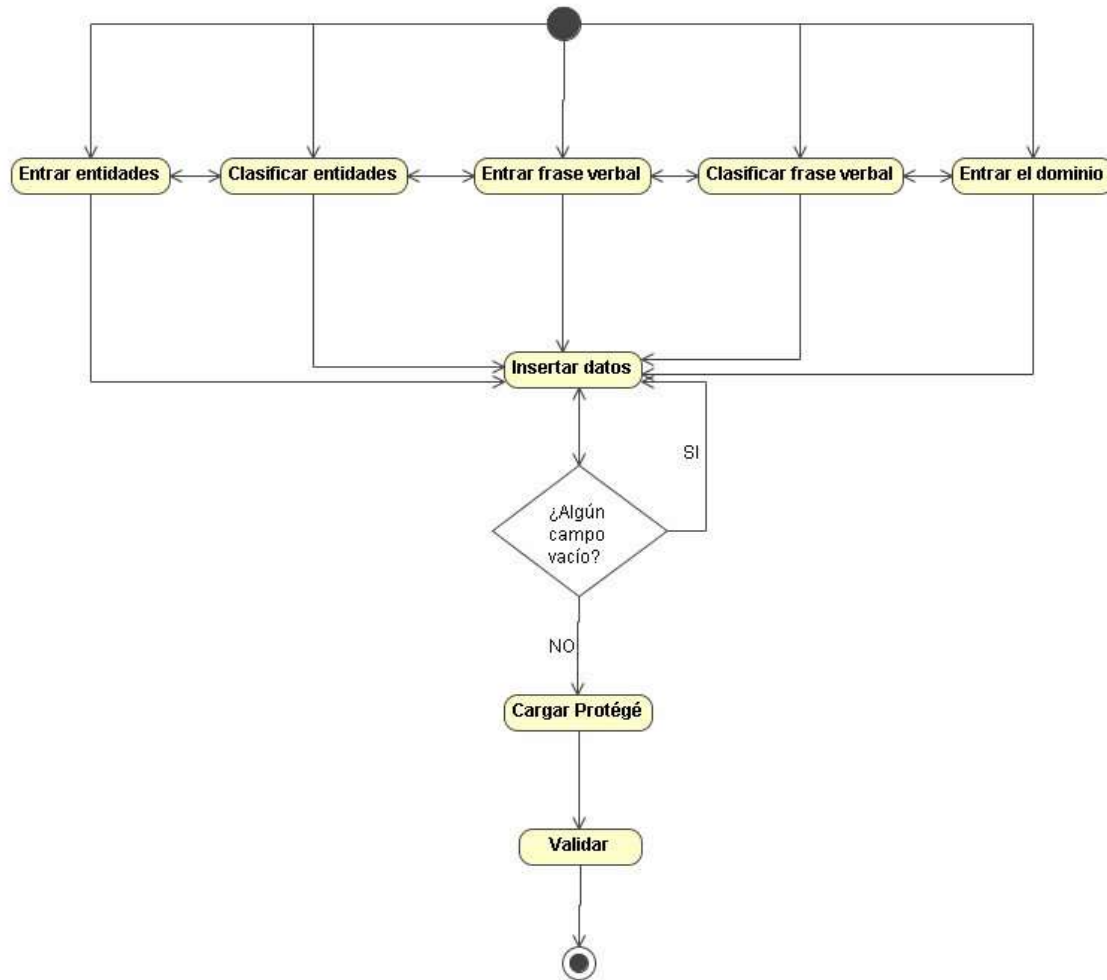 Entrar entidades
Clasificar entidades
Entrar frase verbal
Clasificar frase verbal
Entrar el dominio
Insertar datos
SI
¿Algún
campo
vacío?
NO
Cargar Protégé
Validar